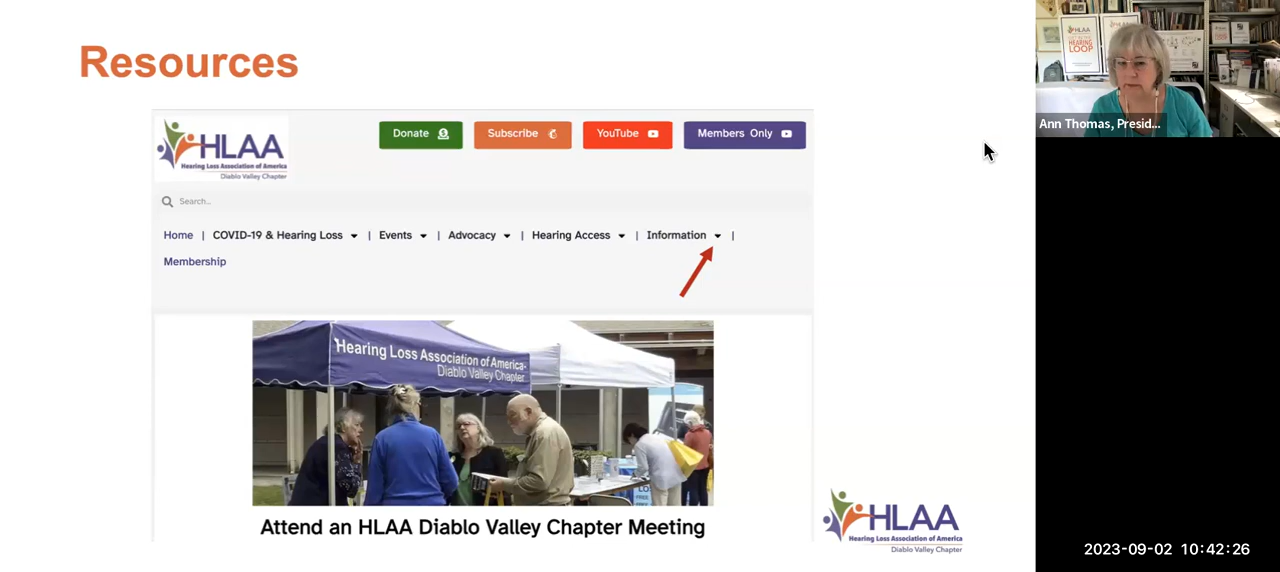 Resources
HLAA
Hearing Loss Association of America
Diablo Valley Chapter
Donate
Subscribe
YouTube
Members Only
Search...
Home | COVID-19 & Hearing Loss | Events | Advocacy | Hearing Access | Information |
Membership
Hearing Loss Association of America-
Diablo Valley Chapter
Attend an HLAA Diablo Valley Chapter Meeting
HLAA
Hearing Loss Association of America
Diablo Valley Chapter
HEARING
LOOP
Ann Thomas, Presid...
2023-09-02 10:42:26